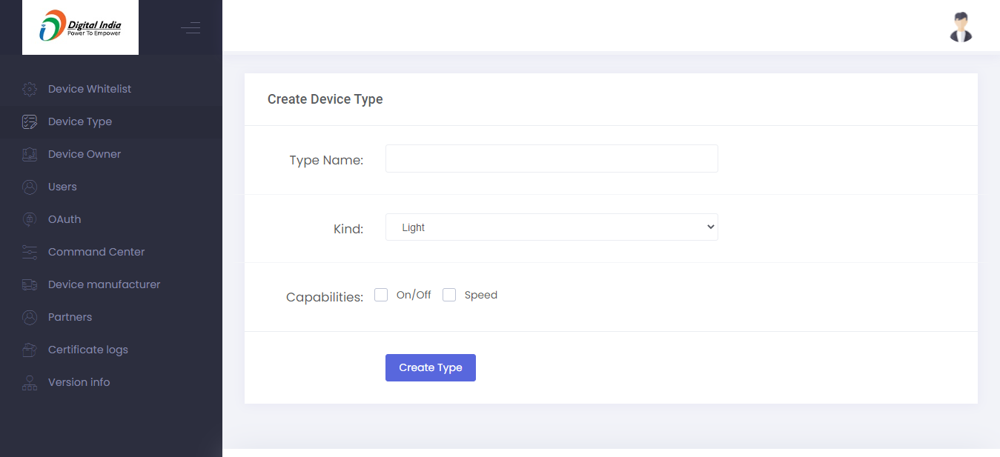 Digital India
Power To Empower
Device Whitelist
Device Type
Device Owner
Users
OAuth
Command Center
Device manufacturer
Partners
Certificate logs
Version info
Create Device Type
Type Name:
Kind: Light
Capabilities: On/Off Speed
Create Type